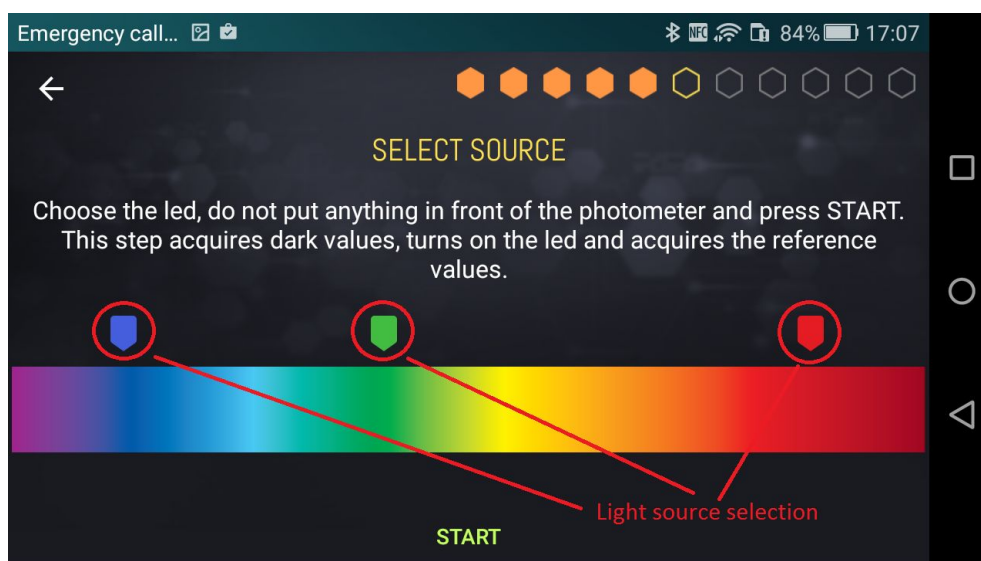 Emergency call... NFC 84% 17:07
SELECT SOURCE
Choose the led, do not put anything in front of the photometer and press START.
This step acquires dark values, turns on the led and acquires the reference
values.
Light source selection
START